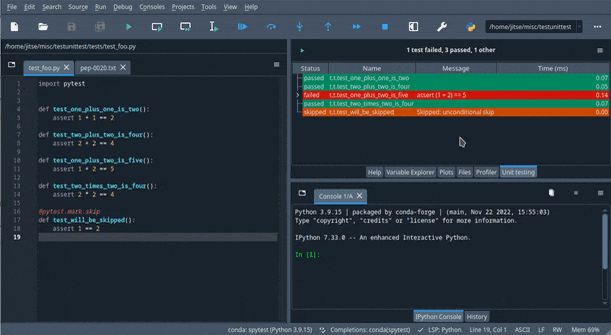 File Edit Search Source Run Debug Consoles Projects Tools View Help
/home/jitse/misc/testunittest
/home/jitse/misc/testunittest/tests/test_foo.py
test_foo.py
pep-0020.txt
1 import pytest
2
3
4 def test_one_plus_one_is_two():
5 assert 1 + 1 == 2
6
7 def test_two_plus_two_is_four():
8 assert 2 + 2 == 4
9
10 def test_one_plus_two_is_five():
11 assert 1 + 2 == 5
12
13 def test_two_times_two_is_four():
14 assert 2 * 2 == 4
15
16 @pytest.mark.skip
17 def test_will_be_skipped():
18 assert 1 == 2
19
1 test failed, 3 passed, 1 other
Status Name Message Time (ms)
passed t.t.test_one_plus_one_is_two 0.07
passed t.t.test_two_plus_two_is_four 0.05
failed t.t.test_one_plus_two_is_five assert (1 + 2) == 5 0.14
passed t.t.test_two_times_two_is_four 0.07
skipped t.t.test_will_be_skipped Skipped: unconditional skip 0.00
Help Variable Explorer Plots Files Profiler Unit testing
Console 1/A
Python 3.9.15 | packaged by conda-forge | (main, Nov 22 2022, 15:55:03)
Type "copyright", "credits" or "license" for more information.
IPython 7.33.0 -- An enhanced Interactive Python.
In [1]:
IPython Console History
conda: spytest (Python 3.9.15) Completions: conda(spytest) LSP: Python Line 19, Col 1 ASCII LF RW Mem 69%